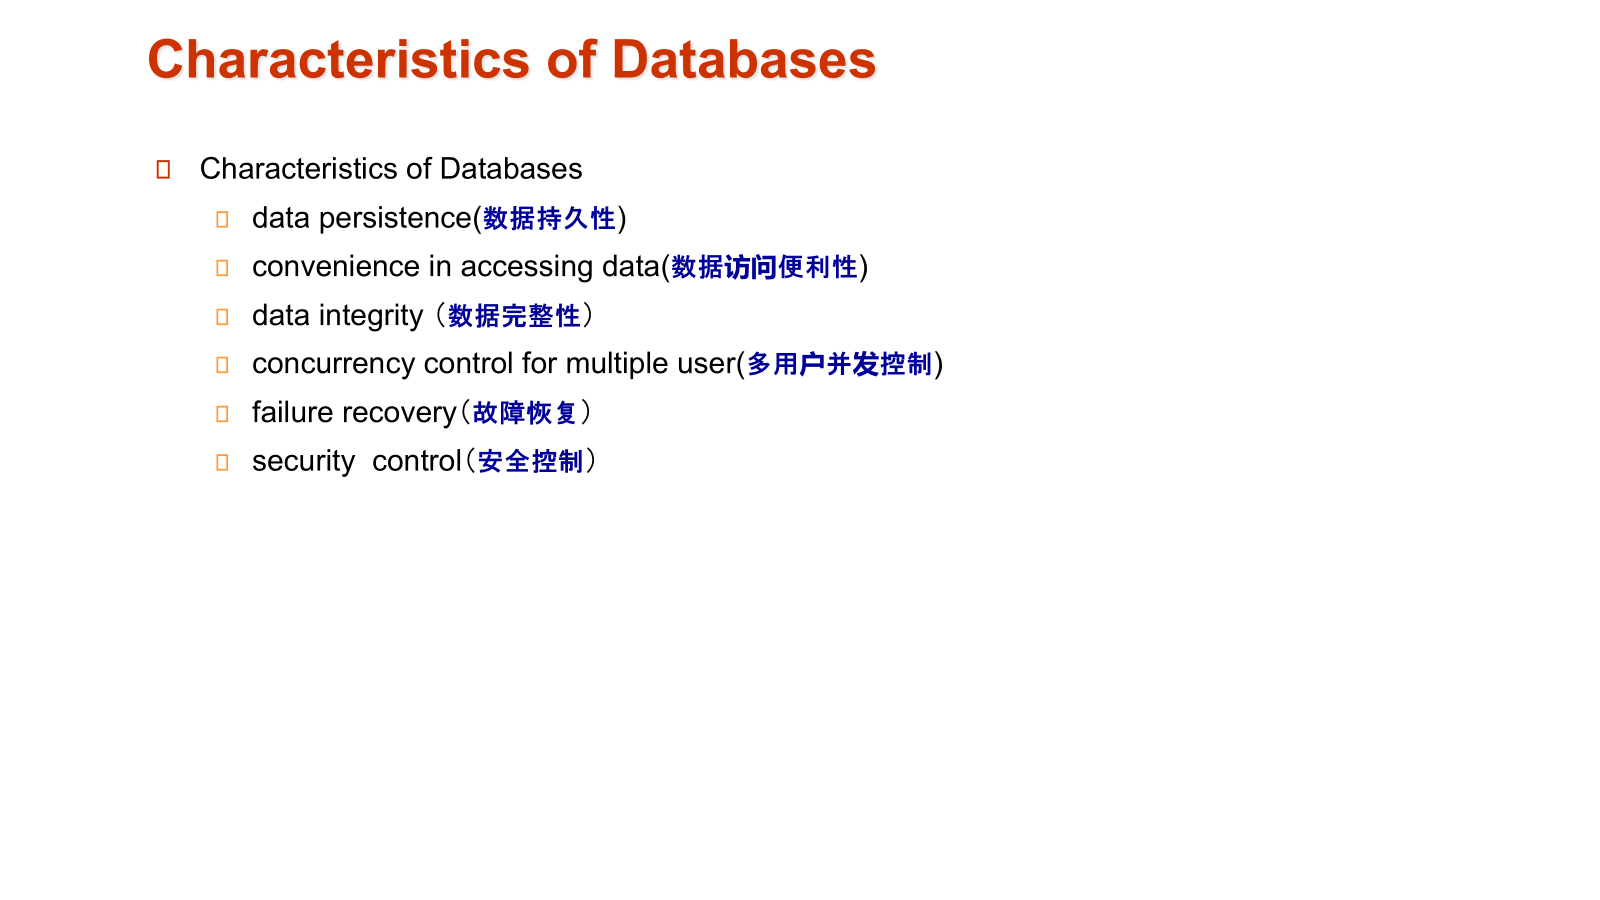 Characteristics of Databases
Characteristics of Databases
data persistence(数据持久性)
convenience in accessing data(数据访问便利性)
data integrity（数据完整性）
concurrency control for multiple user(多用户并发控制)
failure recovery（故障恢复）
security  control（安全控制）